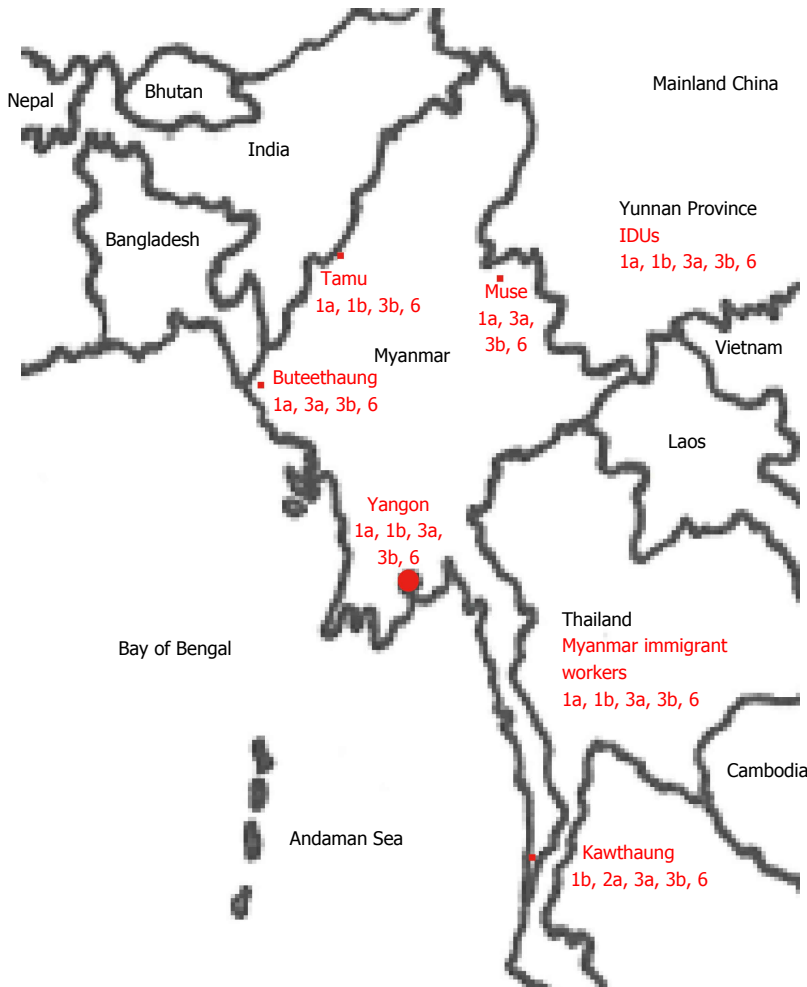 Mainland China
Nepal
Bhutan
India
Yunnan Province
IDUs
1a, 1b, 3a, 3b, 6
Bangladesh
Tamu
1a, 1b, 3b, 6
Muse
1a, 3a,
3b, 6
Myanmar
Vietnam
Buteethaung
1a, 3a, 3b, 6
Laos
Yangon
1a, 1b, 3a,
3b, 6
Bay of Bengal
Thailand
Myanmar immigrant
workers
1a, 1b, 3a, 3b, 6
Cambodia
Andaman Sea
Kawthaung
1b, 2a, 3a, 3b, 6